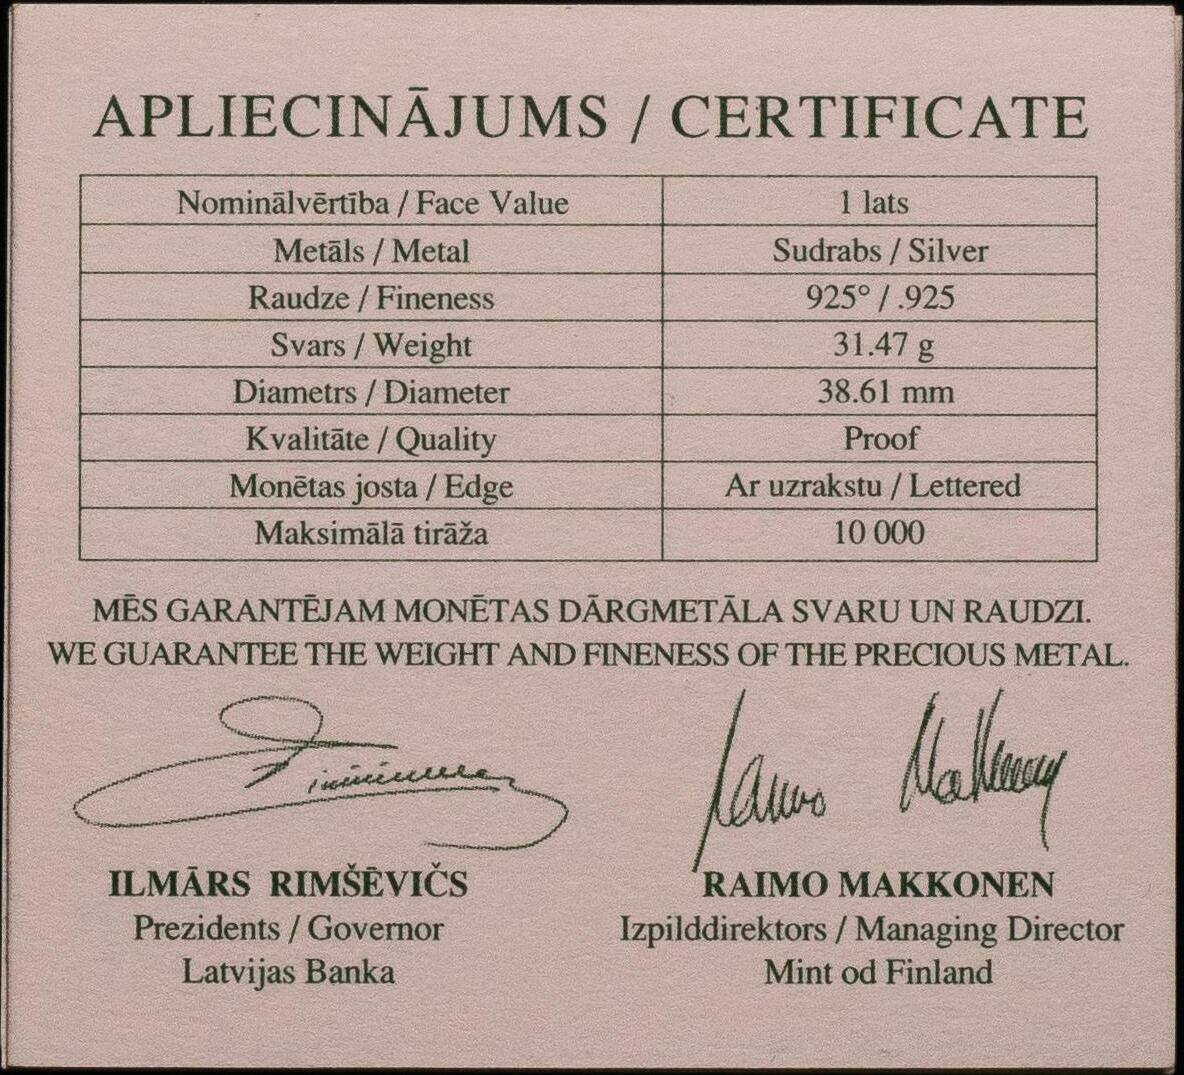 APLIECINĀJUMS / CERTIFICATE
Nominālvērtība / Face Value 1 lats
Metāls / Metal Sudrabs / Silver
Raudze / Fineness 925° / .925
Svars / Weight 31.47 g
Diametrs / Diameter 38.61 mm
Kvalitāte / Quality Proof
Monētas josta / Edge Ar uzrakstu / Lettered
Maksimālā tirāža 10 000
MĒS GARANTĒJAM MONĒTAS DĀRGMETĀLA SVARU UN RAUDZI.
WE GUARANTEE THE WEIGHT AND FINENESS OF THE PRECIOUS METAL.
Raimo Makkonen
ILMĀRS RIMŠĒVIČS RAIMO MAKKONEN
Prezidents / Governor Izpilddirektors / Managing Director
Latvijas Banka Mint od Finland